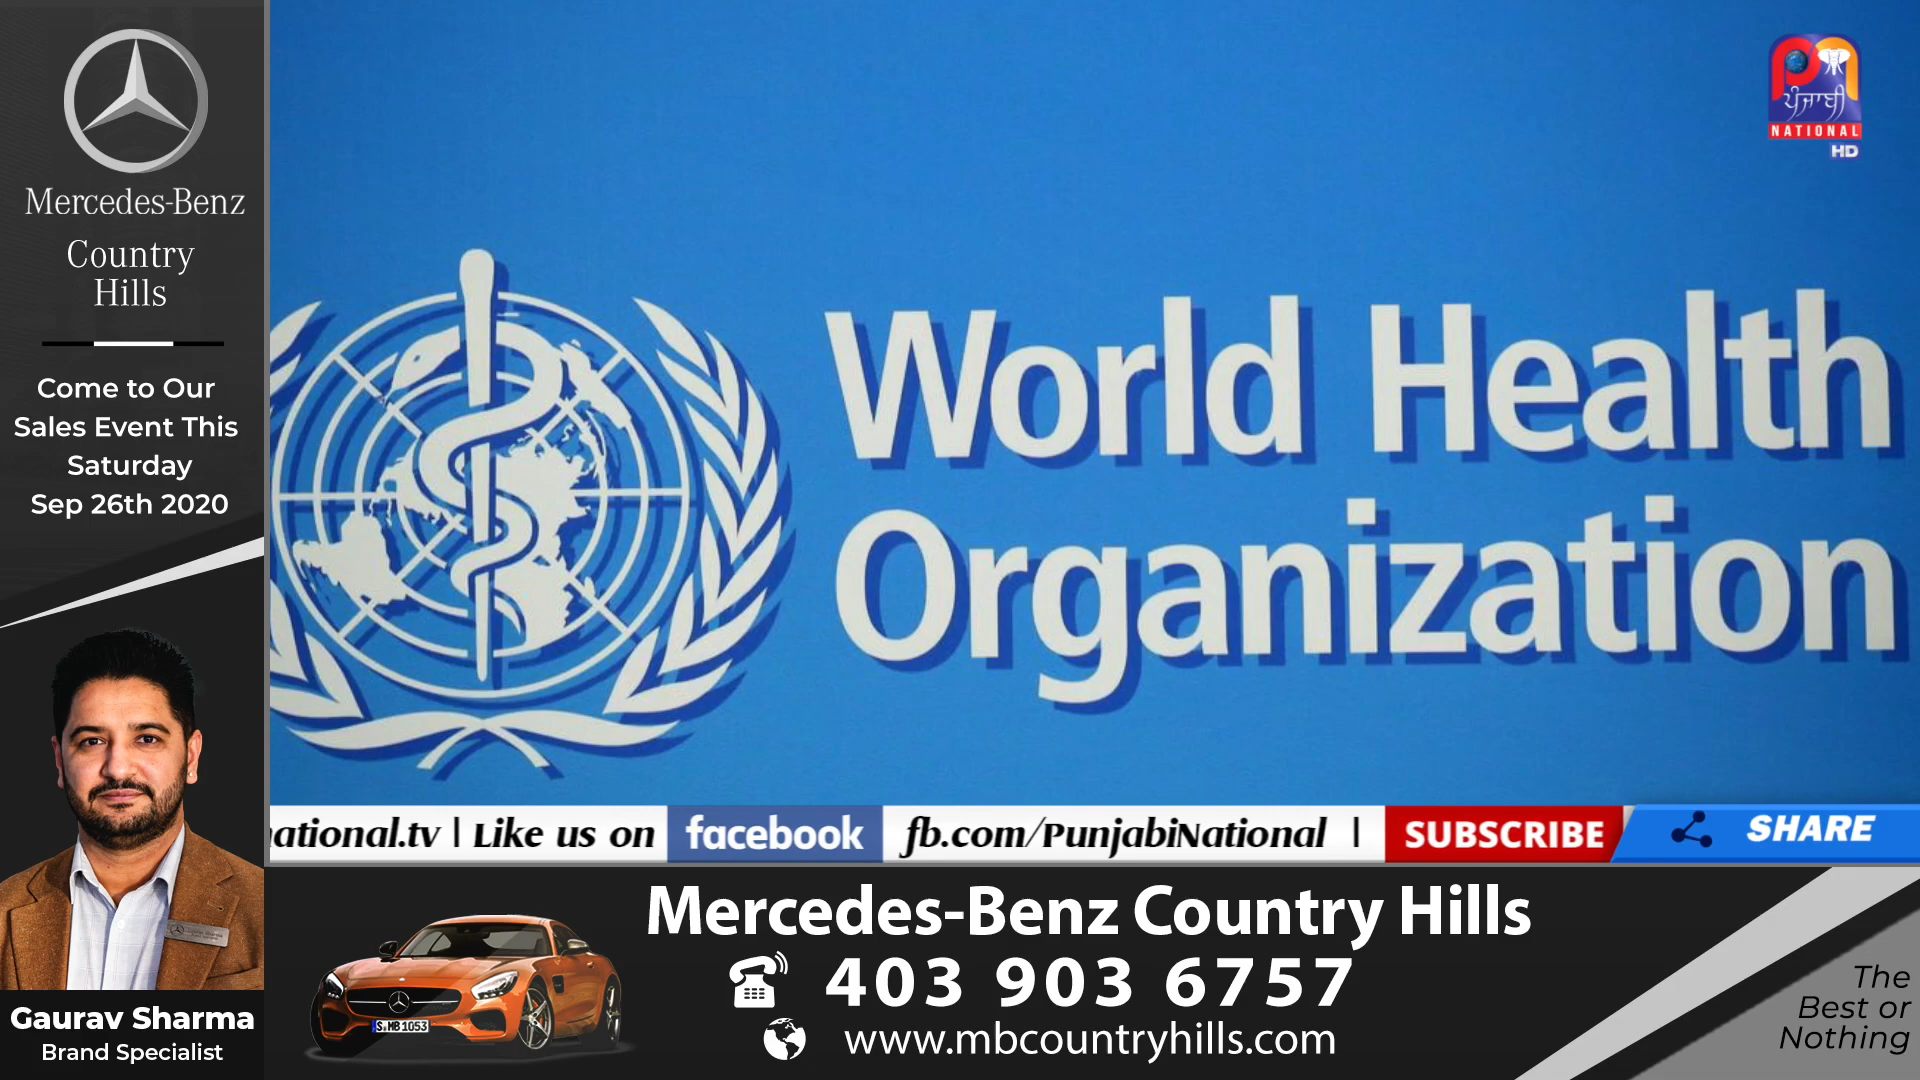 Mercedes-Benz
Country
Hills
Come to Our
Sales Event This
Saturday
Sep 26th 2020
Gaurav Sharma
Brand Specialist
ਪੰਜਾਬੀ
NATIONAL
HD
World Health
Organization
national.tv | Like us on facebook fb.com/PunjabiNational | SUBSCRIBE SHARE
Mercedes-Benz Country Hills
403 903 6757
www.mbcountryhills.com
S.MB 1053
The
Best or
Nothing